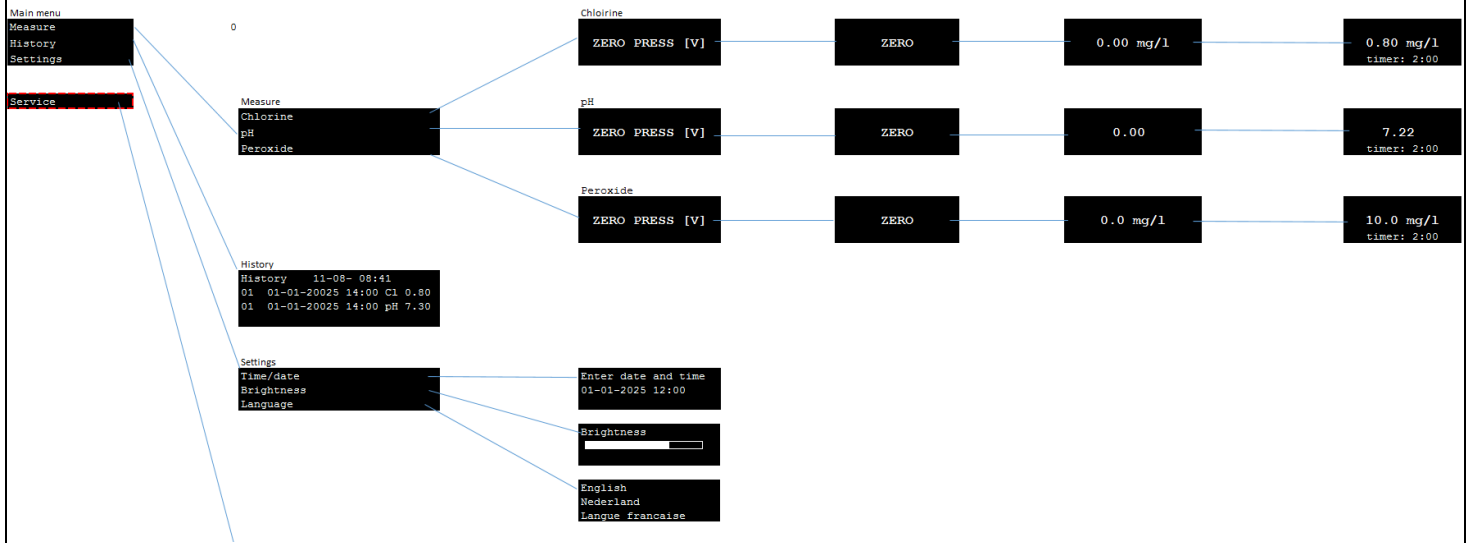 Main menu
Measure
History
Settings
Service
0
Measure
Chlorine
pH
Peroxide
Chloirine
ZERO PRESS [V]
ZERO
0.00 mg/l
0.80 mg/l
timer: 2:00
pH
ZERO PRESS [V]
ZERO
0.00
7.22
timer: 2:00
Peroxide
ZERO PRESS [V]
ZERO
0.0 mg/l
10.0 mg/l
timer: 2:00
History
History 11-08- 08:41
01 01-01-20025 14:00 Cl 0.80
01 01-01-20025 14:00 pH 7.30
Settings
Time/date
Brightness
Language
Enter date and time
01-01-2025 12:00
Brightness
English
Nederland
Langue francaise